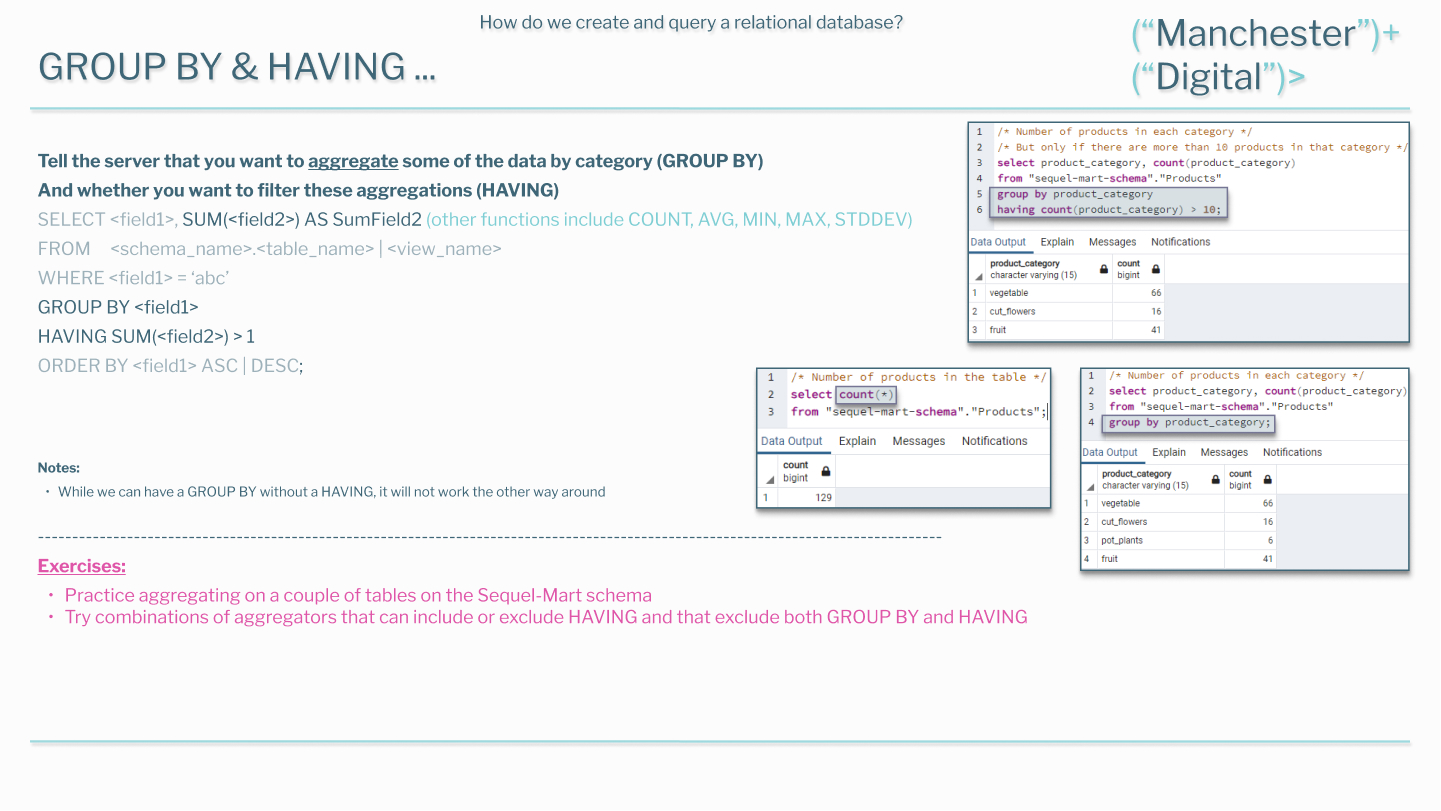 How do we create and query a relational database?
GROUP BY & HAVING ...
(“Manchester”)+
(“Digital”)>
Tell the server that you want to aggregate some of the data by category (GROUP BY)
And whether you want to filter these aggregations (HAVING)
SELECT <field1>, SUM(<field2>) AS SumField2 (other functions include COUNT, AVG, MIN, MAX, STDDEV)
FROM <schema_name>.<table_name> | <view_name>
WHERE <field1> = ‘abc’
GROUP BY <field1>
HAVING SUM(<field2>) > 1
ORDER BY <field1> ASC | DESC;
Notes:
• While we can have a GROUP BY without a HAVING, it will not work the other way around
Exercises:
• Practice aggregating on a couple of tables on the Sequel-Mart schema
• Try combinations of aggregators that can include or exclude HAVING and that exclude both GROUP BY and HAVING
1 /* Number of products in each category */
2 /* But only if there are more than 10 products in that category */
3 select product_category, count(product_category)
4 from "sequel-mart-schema"."Products"
5 group by product_category
6 having count(product_category) > 10;
Data Output Explain Messages Notifications
product_category count
character varying (15) bigint
1 vegetable 66
2 cut_flowers 16
3 fruit 41
1 /* Number of products in the table */
2 select count(*)
3 from "sequel-mart-schema"."Products";
Data Output Explain Messages Notifications
count
bigint
1 129
1 /* Number of products in each category */
2 select product_category, count(product_category)
3 from "sequel-mart-schema"."Products"
4 group by product_category;
Data Output Explain Messages Notifications
product_category count
character varying (15) bigint
1 vegetable 66
2 cut_flowers 16
3 pot_plants 6
4 fruit 41